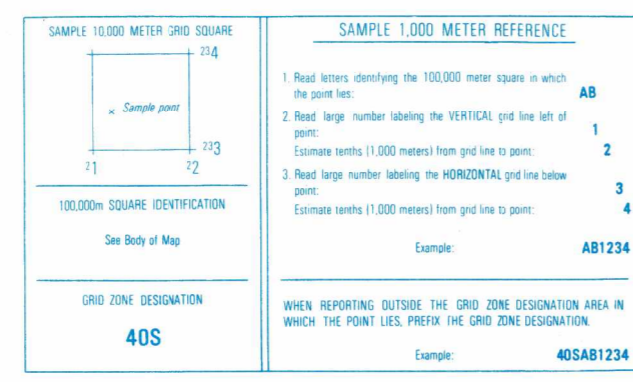 SAMPLE 10,000 METER GRID SQUARE
234
× Sample point
233
21 22
100,000m SQUARE IDENTIFICATION
See Body of Map
GRID ZONE DESIGNATION
40S
SAMPLE 1,000 METER REFERENCE
1. Read letters identifying the 100,000 meter square in which
the point lies: AB
2. Read large number labeling the VERTICAL grid line left of
point: 1
Estimate tenths (1,000 meters) from grid line to point: 2
3. Read large number labeling the HORIZONTAL grid line below
point: 3
Estimate tenths (1,000 meters) from grid line to point: 4
Example: AB1234
WHEN REPORTING OUTSIDE THE GRID ZONE DESIGNATION AREA IN
WHICH THE POINT LIES, PREFIX THE GRID ZONE DESIGNATION.
Example: 40SAB1234